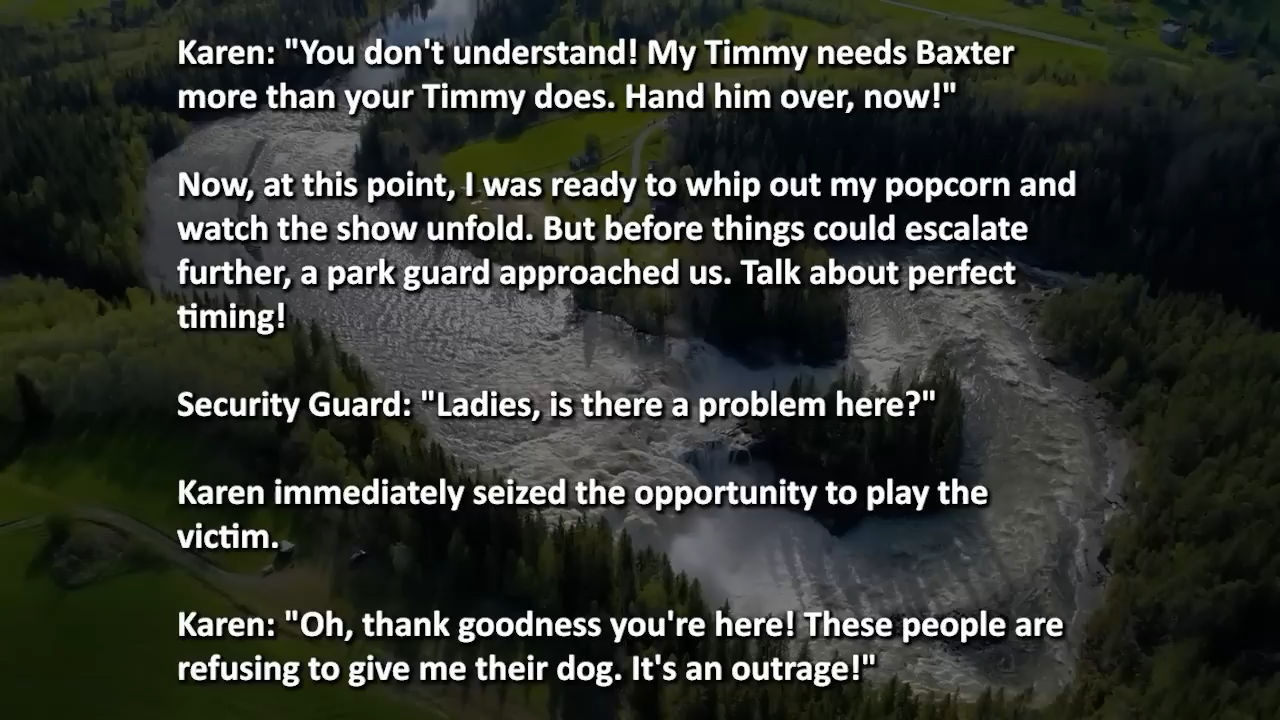 Karen: "You don't understand! My Timmy needs Baxter
more than your Timmy does. Hand him over, now!"
Now, at this point, I was ready to whip out my popcorn and
watch the show unfold. But before things could escalate
further, a park guard approached us. Talk about perfect
timing!
Security Guard: "Ladies, is there a problem here?"
Karen immediately seized the opportunity to play the
victim.
Karen: "Oh, thank goodness you're here! These people are
refusing to give me their dog. It's an outrage!"